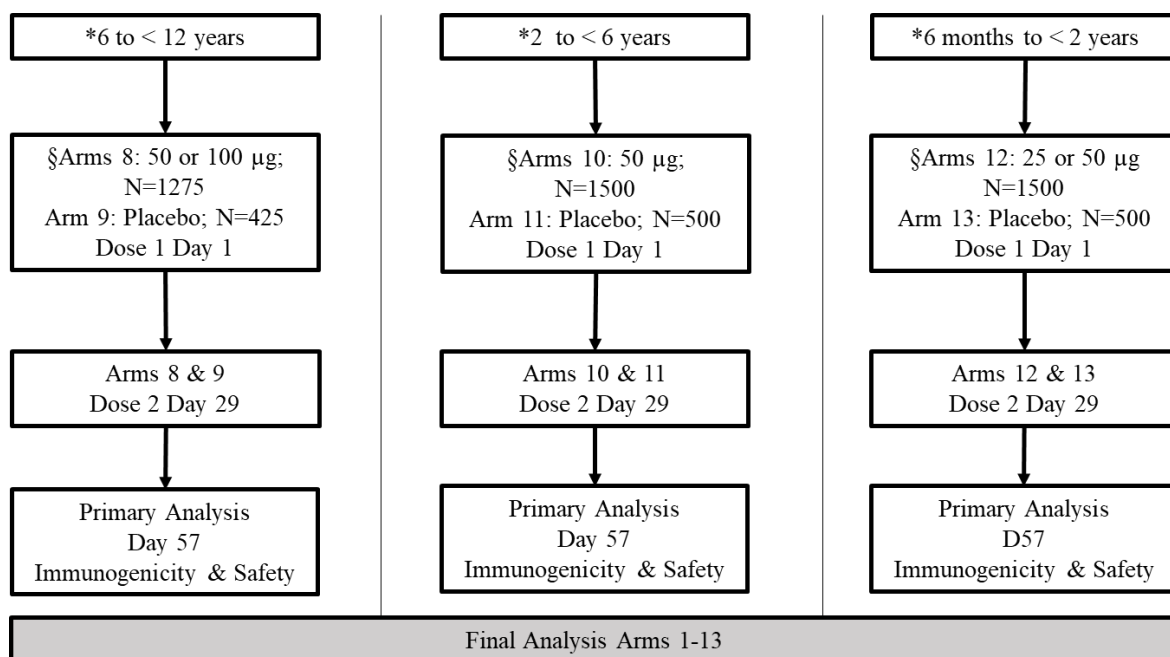 *6 to < 12 years
§Arms 8: 50 or 100 µg;
N=1275
Arm 9: Placebo; N=425
Dose 1 Day 1
Arms 8 & 9
Dose 2 Day 29
Primary Analysis
Day 57
Immunogenicity & Safety
*2 to < 6 years
§Arms 10: 50 µg;
N=1500
Arm 11: Placebo; N=500
Dose 1 Day 1
Arms 10 & 11
Dose 2 Day 29
Primary Analysis
Day 57
Immunogenicity & Safety
*6 months to < 2 years
§Arms 12: 25 or 50 µg
N=1500
Arm 13: Placebo; N=500
Dose 1 Day 1
Arms 12 & 13
Dose 2 Day 29
Primary Analysis
D57
Immunogenicity & Safety
Final Analysis Arms 1-13